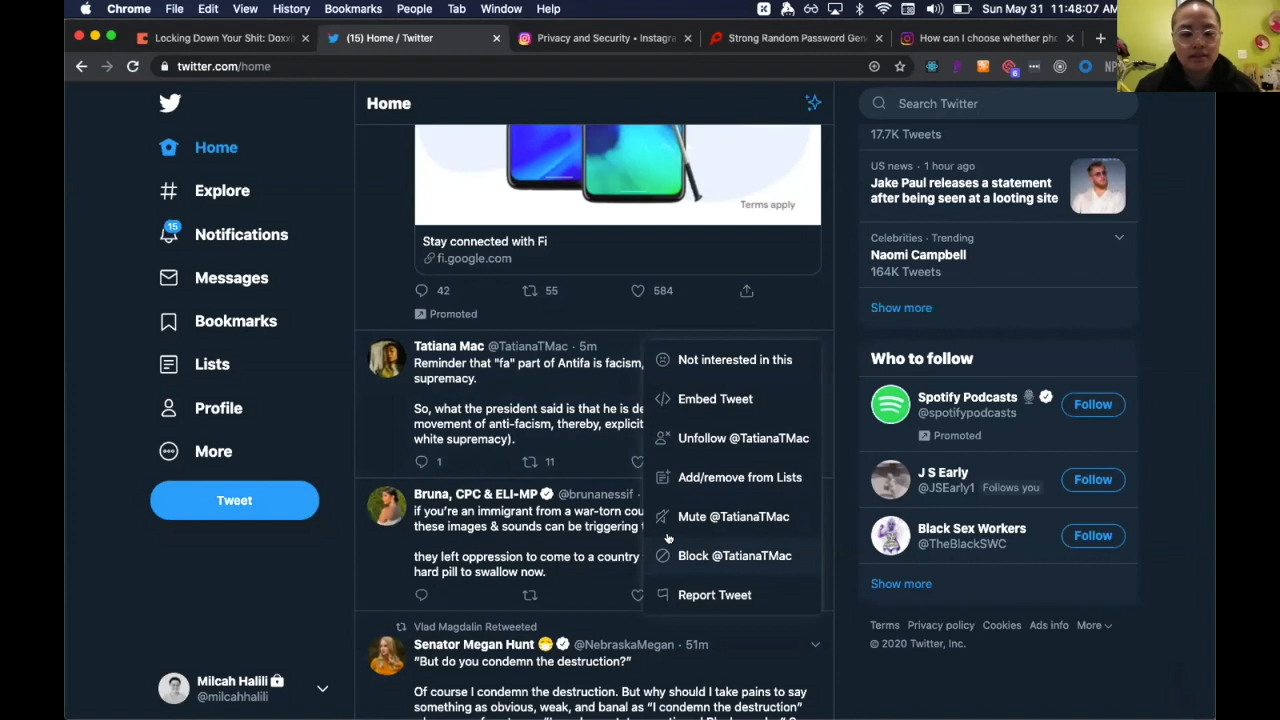 Chrome File Edit View History Bookmarks People Tab Window Help
Sun May 31 11:48:07
Locking Down Your Shit: Doxxi
(15) Home / Twitter
Privacy and Security • Instagra
Strong Random Password Gen
How can I choose whether pho
twitter.com/home
6
NP
Home
Explore
15
Notifications
Messages
Bookmarks
Lists
Profile
More
Tweet
Milcah Halili
@milcahhalili
Home
Terms apply
Stay connected with Fi
fi.google.com
42 55 584
Promoted
Tatiana Mac @TatianaTMac · 5m
Reminder that "fa" part of Antifa is facism,
supremacy.
So, what the president said is that he is de
movement of anti-facism, thereby, explicit
white supremacy).
1 11
Bruna, CPC & ELI-MP @brunanessif ·
if you're an immigrant from a war-torn cou
these images & sounds can be triggering
they left oppression to come to a country
hard pill to swallow now.
Vlad Magdalin Retweeted
Senator Megan Hunt @NebraskaMegan · 51m
"But do you condemn the destruction?"
Of course I condemn the destruction. But why should I take pains to say
something as obvious, weak, and banal as "I condemn the destruction"
Not interested in this
Embed Tweet
Unfollow @TatianaTMac
Add/remove from Lists
Mute @TatianaTMac
Block @TatianaTMac
Report Tweet
Search Twitter
17.7K Tweets
US news · 1 hour ago
Jake Paul releases a statement
after being seen at a looting site
Celebrities · Trending
Naomi Campbell
164K Tweets
Show more
Who to follow
Spotify Podcasts
@spotifypodcasts
Promoted
Follow
J S Early
@JSEarly1 Follows you
Follow
Black Sex Workers
@TheBlackSWC
Follow
Show more
Terms Privacy policy Cookies Ads info More
© 2020 Twitter, Inc.